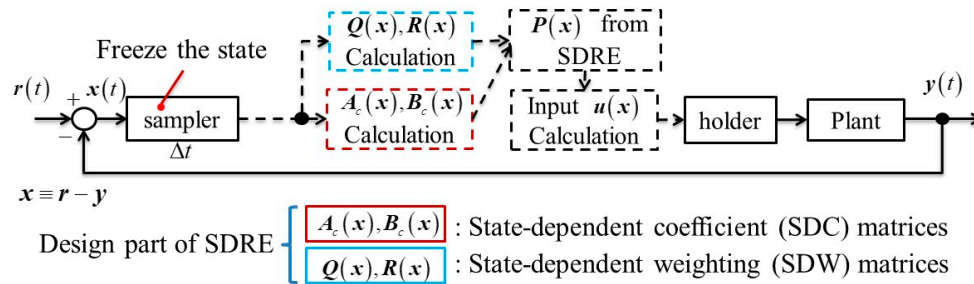 Freeze the state
r(t)
+
x(t)
−
sampler
Δt
Q(x), R(x)
Calculation
A_c(x), B_c(x)
Calculation
P(x) from
SDRE
Input u(x)
Calculation
holder
Plant
y(t)
x ≡ r − y
Design part of SDRE
A_c(x), B_c(x) : State-dependent coefficient (SDC) matrices
Q(x), R(x) : State-dependent weighting (SDW) matrices